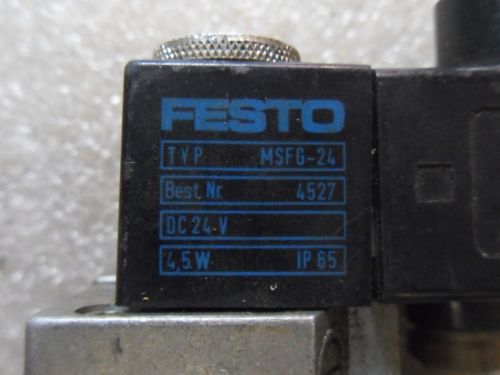 FESTO
TYP MSFG-24
Best. Nr. 4527
DC 24 V
4,5 W IP 65